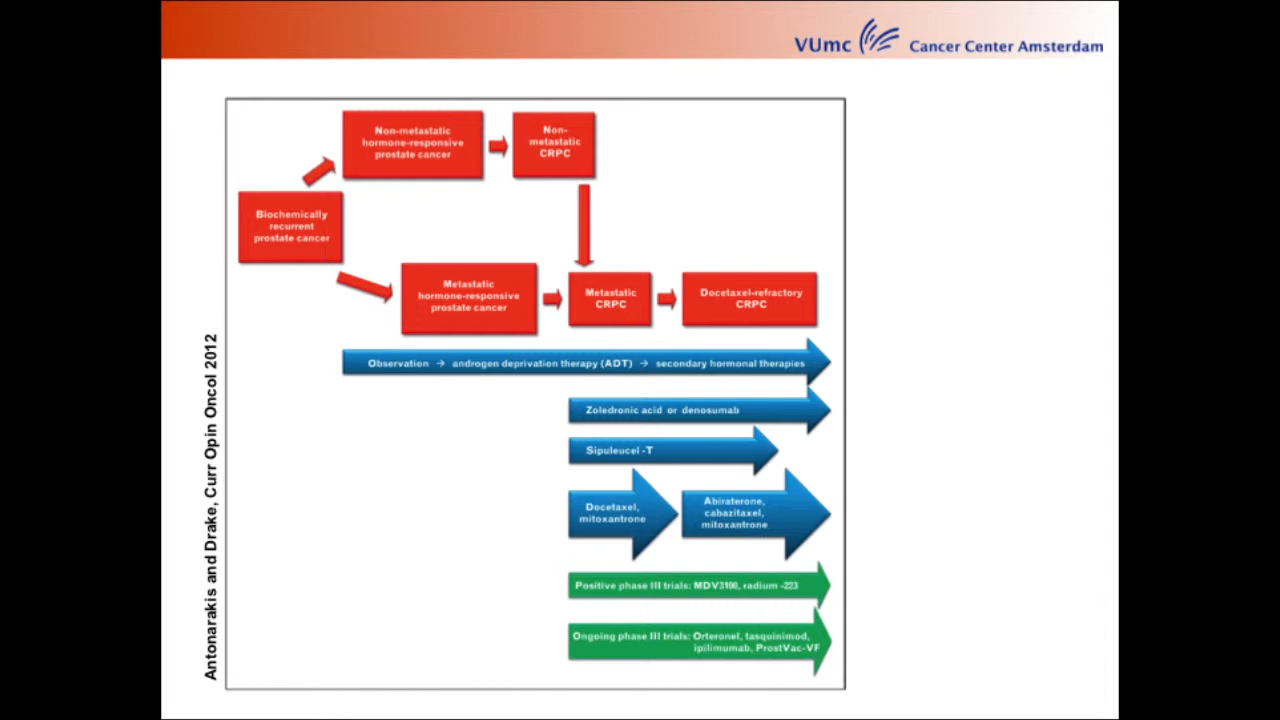 VUmc Cancer Center Amsterdam
Non-metastatic
hormone-responsive
prostate cancer
Non-
metastatic
CRPC
Biochemically
recurrent
prostate cancer
Metastatic
hormone-responsive
prostate cancer
Metastatic
CRPC
Docetaxel-refractory
CRPC
Observation → androgen deprivation therapy (ADT) → secondary hormonal therapies
Zoledronic acid or denosumab
Sipuleucel -T
Docetaxel,
mitoxantrone
Abiraterone,
cabazitaxel,
mitoxantrone
Positive phase III trials: MDV3100, radium -223
Ongoing phase III trials: Orteronel, tasquinimod,
ipilimumab, ProstVac-VF
Antonarakis and Drake, Curr Opin Oncol 2012